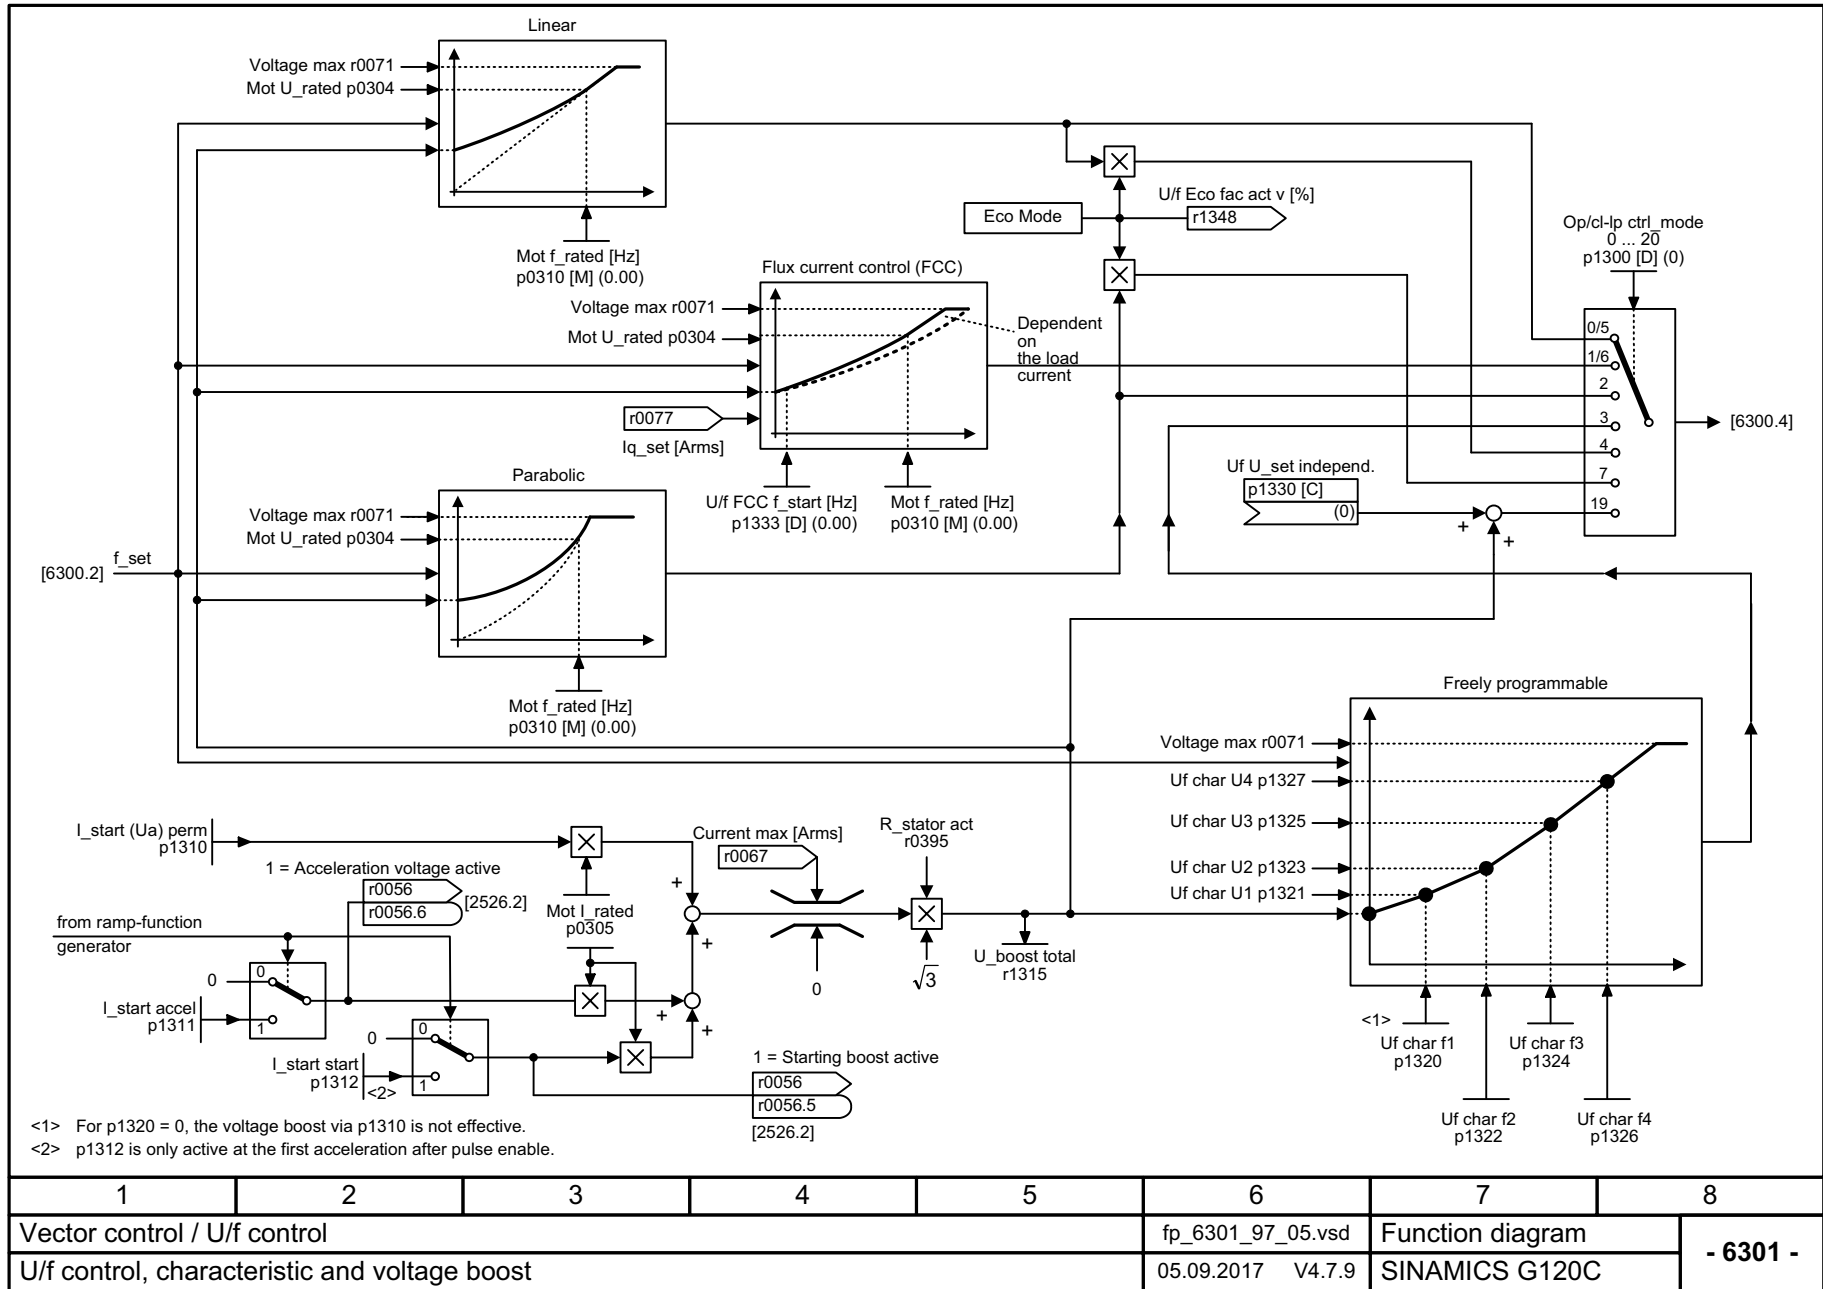 Linear
Voltage max r0071
Mot U_rated p0304
Mot f_rated [Hz]
p0310 [M] (0.00)
Eco Mode
U/f Eco fac act v [%]
r1348
Op/cl-lp ctrl_mode
0 ... 20
p1300 [D] (0)
Flux current control (FCC)
Voltage max r0071
Mot U_rated p0304
r0077
Iq_set [Arms]
Dependent
on
the load
current
U/f FCC f_start [Hz]
p1333 [D] (0.00)
Mot f_rated [Hz]
p0310 [M] (0.00)
0/5
1/6
2
3
4
7
19
[6300.4]
Uf U_set independ.
p1330 [C]
(0)
+
+
Parabolic
Voltage max r0071
Mot U_rated p0304
[6300.2]
f_set
Mot f_rated [Hz]
p0310 [M] (0.00)
Freely programmable
Voltage max r0071
Uf char U4 p1327
Uf char U3 p1325
Uf char U2 p1323
Uf char U1 p1321
<1>
Uf char f1
p1320
Uf char f3
p1324
Uf char f2
p1322
Uf char f4
p1326
I_start (Ua) perm
p1310
1 = Acceleration voltage active
r0056
r0056.6
[2526.2]
from ramp-function
generator
0
0
1
I_start accel
p1311
0
0
1
I_start start
p1312
<2>
Mot I_rated
p0305
+
+
+
+
Current max [Arms]
r0067
0
R_stator act
r0395
√3
U_boost total
r1315
1 = Starting boost active
r0056
r0056.5
[2526.2]
<1> For p1320 = 0, the voltage boost via p1310 is not effective.
<2> p1312 is only active at the first acceleration after pulse enable.
1 2 3 4 5 6 7 8
Vector control / U/f control
fp_6301_97_05.vsd
Function diagram
- 6301 -
U/f control, characteristic and voltage boost
05.09.2017 V4.7.9
SINAMICS G120C